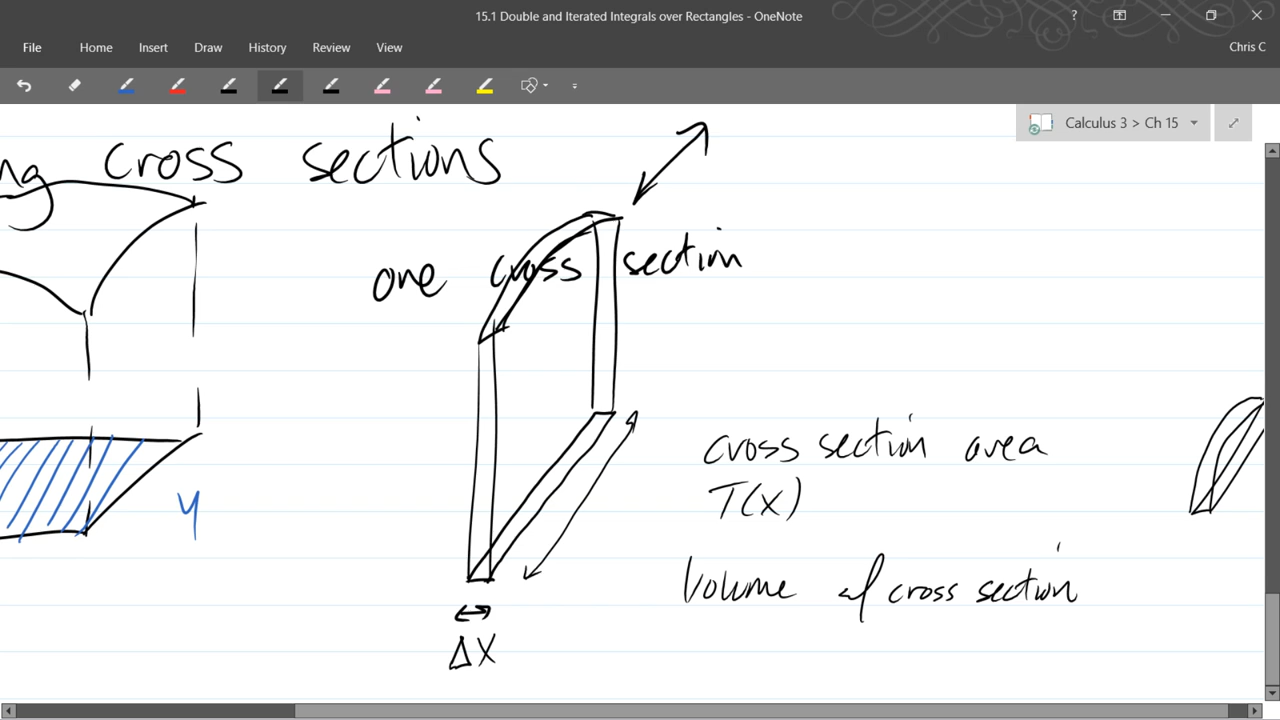 15.1 Double and Iterated Integrals over Rectangles - OneNote
?
File Home Insert Draw History Review View
Chris C
Calculus 3 > Ch 15
ng cross sections
one cross section
cross section area
T(x)
y
Volume of cross section
Δx